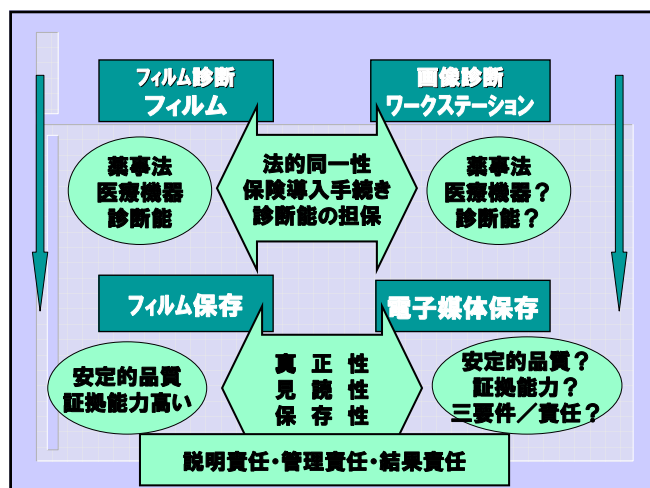 フィルム診断
フィルム
画像診断
ワークステーション
薬事法
医療機器
診断能
法的同一性
保険導入手続き
診断能の担保
薬事法
医療機器？
診断能？
フィルム保存
電子媒体保存
安定的品質
証拠能力高い
真正性
見読性
保存性
安定的品質？
証拠能力？
三要件／責任？
説明責任・管理責任・結果責任